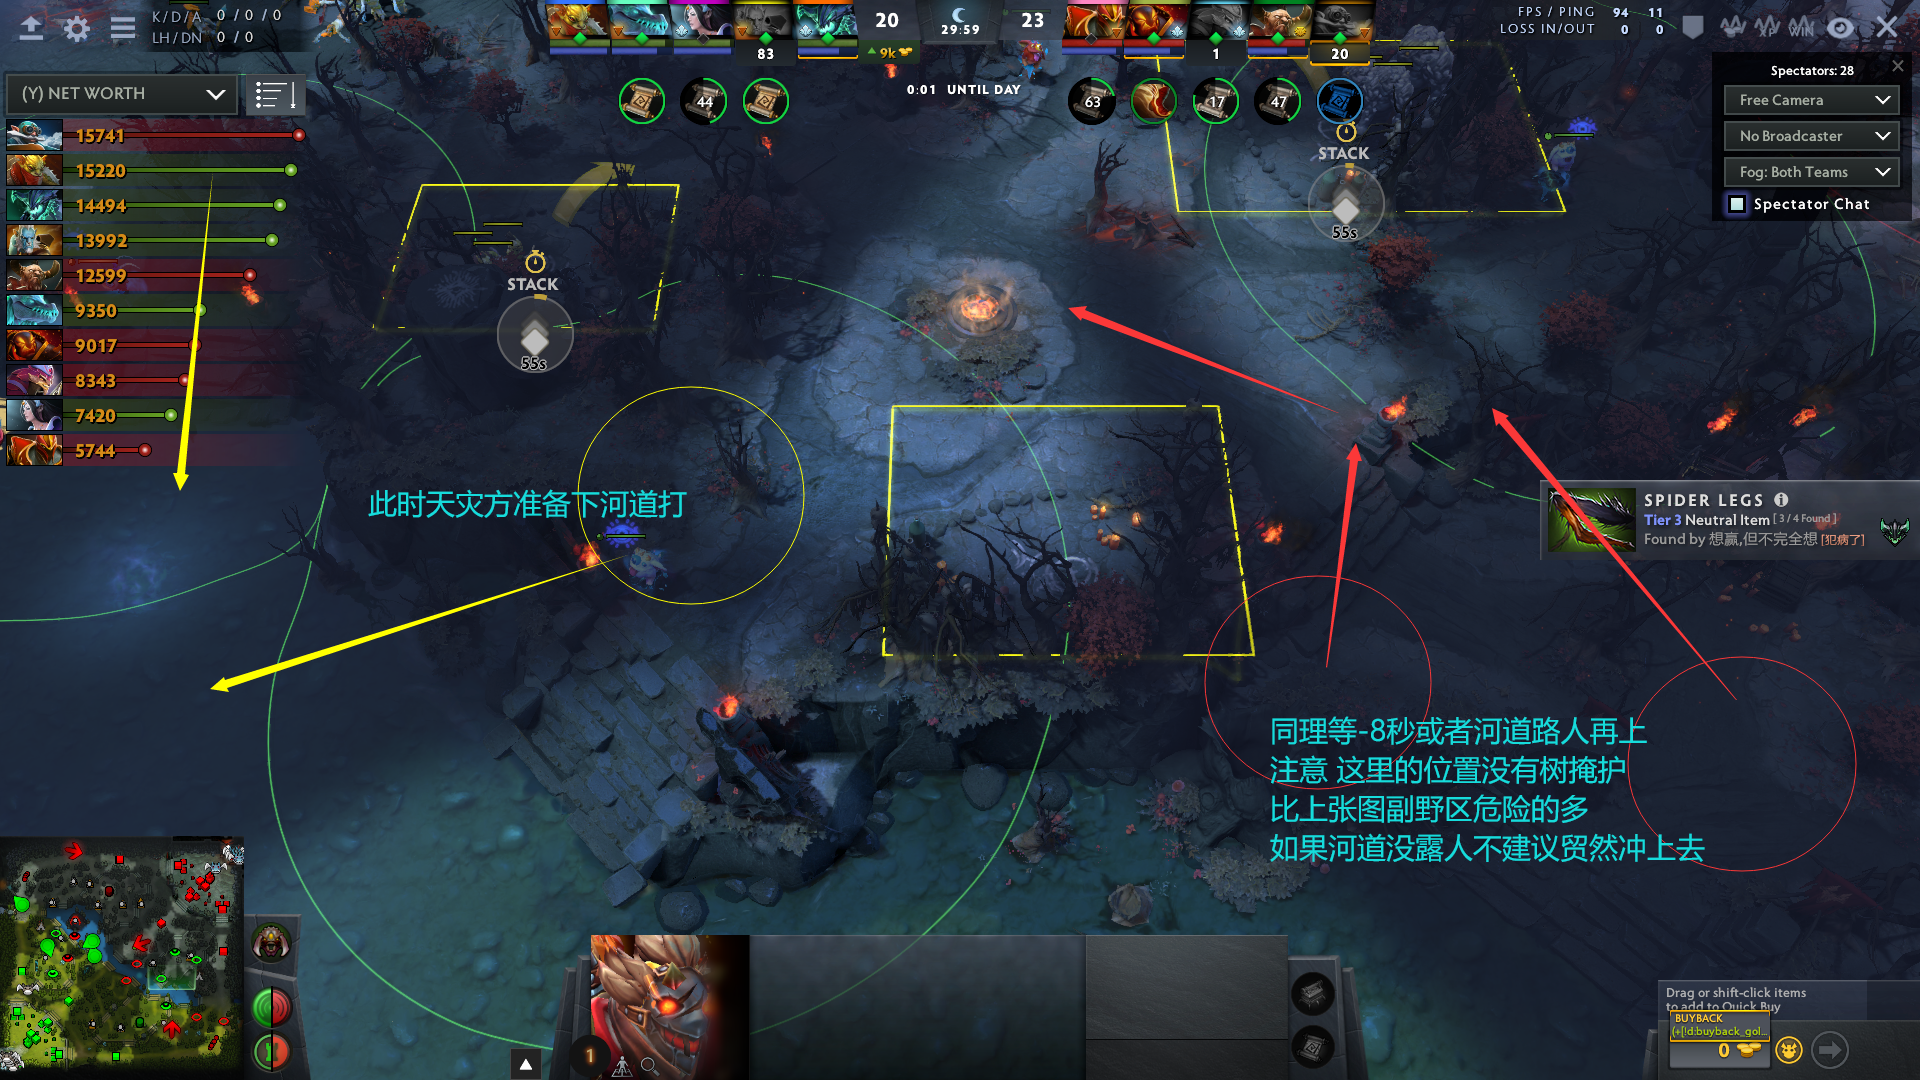 K/D/A 0 / 0 / 0
LH/DN 0 / 0
83
20
29:59
23
9k
1
20
FPS / PING 94 11
LOSS IN/OUT 0 0
WIN
(Y) NET WORTH
44
0:01 UNTIL DAY
63
17
47
Spectators: 28
Free Camera
No Broadcaster
Fog: Both Teams
Spectator Chat
15741
15220
14494
13992
12599
9350
9017
8343
7420
5744
STACK
55s
STACK
55s
此时天灾方准备下河道打
SPIDER LEGS
Tier 3 Neutral Item [ 3 / 4 Found ]
Found by 想赢,但不完全想 [犯病了]
同理等-8秒或者河道路人再上
注意 这里的位置没有树掩护
比上张图副野区危险的多
如果河道没露人不建议贸然冲上去
1
Drag or shift-click items
to add to Quick Buy
BUYBACK
(+[!d:buyback_gol...
0